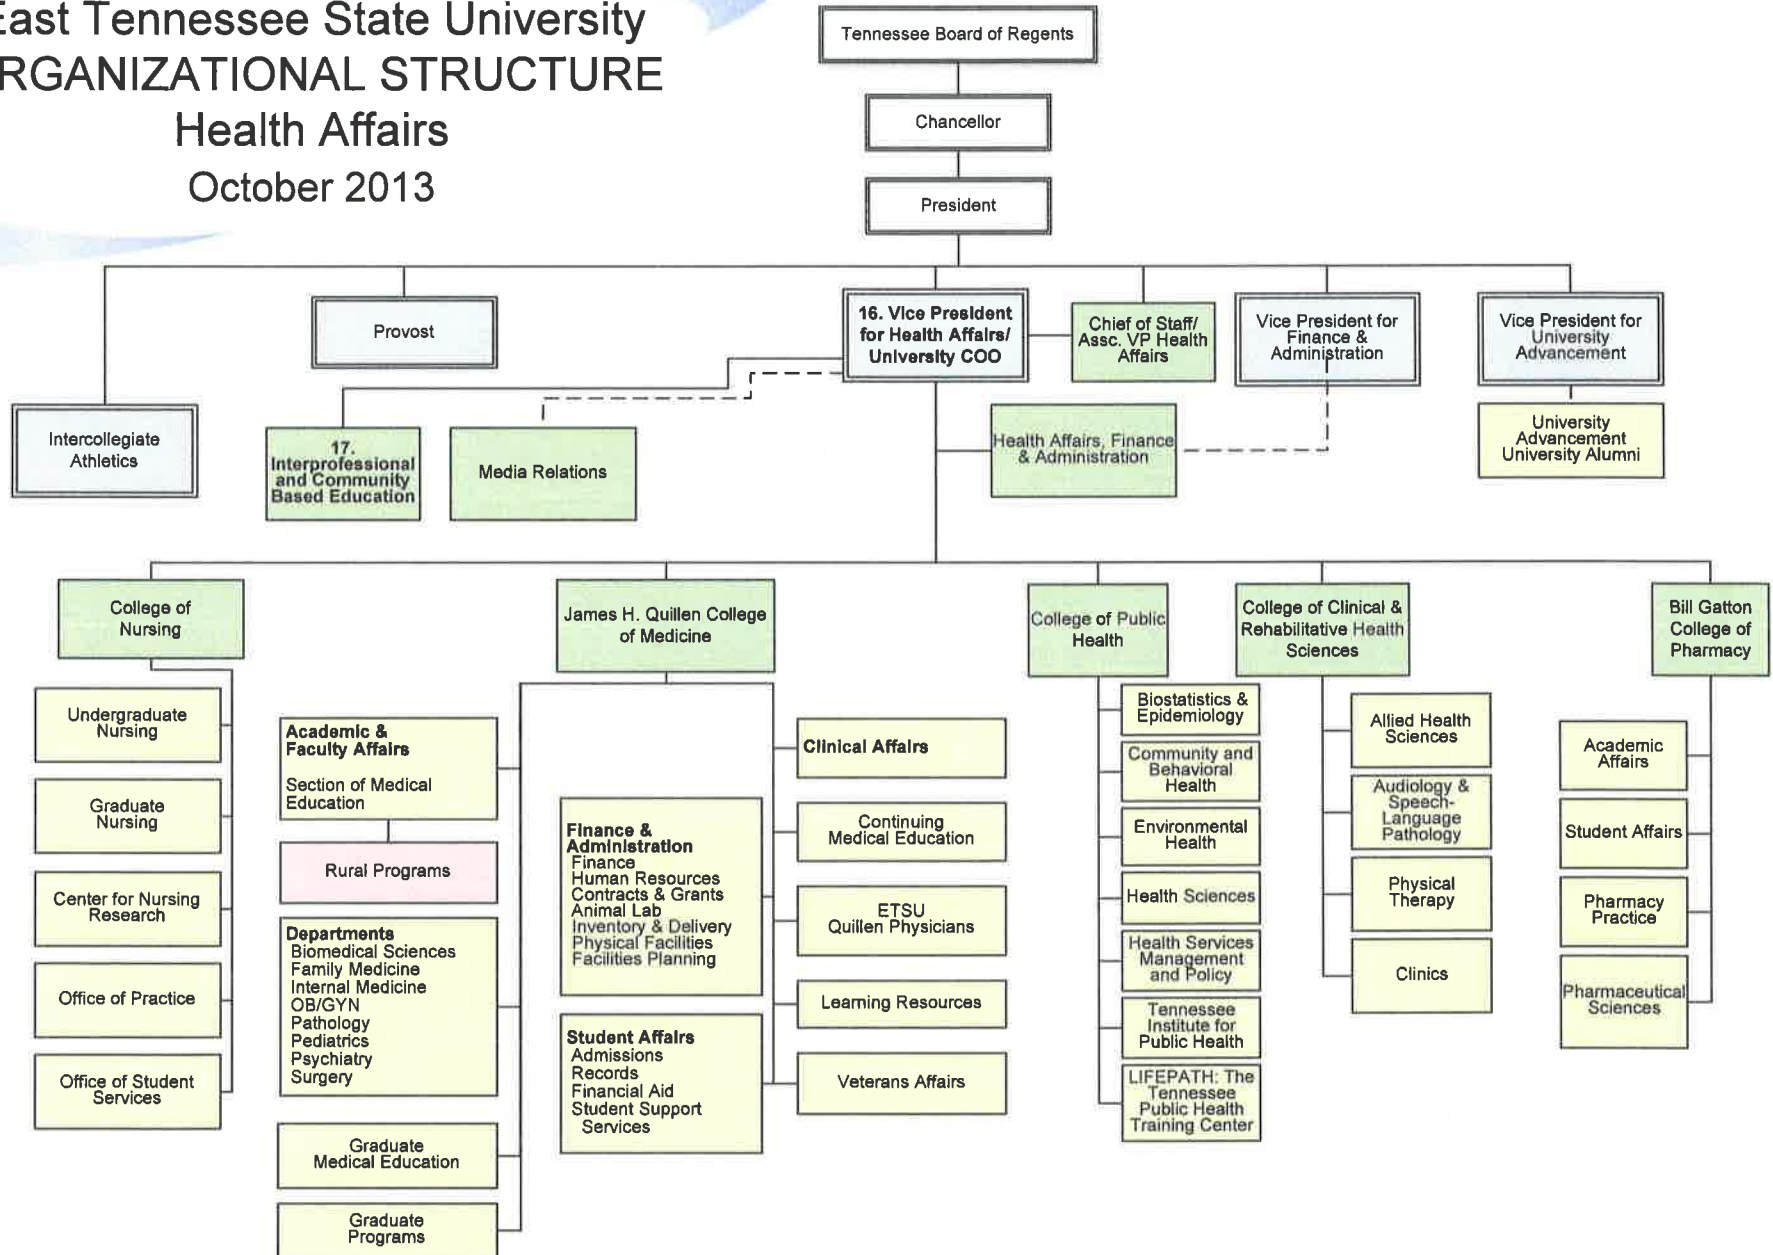 East Tennessee State University
RGANIZATIONAL STRUCTURE
Health Affairs
October 2013
Tennessee Board of Regents
Chancellor
President
Intercollegiate
Athletics
Provost
16. Vice President
for Health Affairs/
University COO
Chief of Staff/
Assc. VP Health
Affairs
Vice President for
Finance &
Administration
Vice President for
University
Advancement
17.
Interprofessional
and Community
Based Education
Media Relations
Health Affairs, Finance
& Administration
University
Advancement
University Alumni
College of
Nursing
Undergraduate
Nursing
Graduate
Nursing
Center for Nursing
Research
Office of Practice
Office of Student
Services
James H. Quillen College
of Medicine
Academic &
Faculty Affairs
Section of Medical
Education
Rural Programs
Departments
Biomedical Sciences
Family Medicine
Internal Medicine
OB/GYN
Pathology
Pediatrics
Psychiatry
Surgery
Graduate
Medical Education
Graduate
Programs
Finance &
Administration
Finance
Human Resources
Contracts & Grants
Animal Lab
Inventory & Delivery
Physical Facilities
Facilities Planning
Student Affairs
Admissions
Records
Financial Aid
Student Support
Services
Clinical Affairs
Continuing
Medical Education
ETSU
Quillen Physicians
Learning Resources
Veterans Affairs
College of Public
Health
Biostatistics &
Epidemiology
Community and
Behavioral
Health
Environmental
Health
Health Sciences
Health Services
Management
and Policy
Tennessee
Institute for
Public Health
LIFEPATH: The
Tennessee
Public Health
Training Center
College of Clinical &
Rehabilitative Health
Sciences
Allied Health
Sciences
Audiology &
Speech-
Language
Pathology
Physical
Therapy
Clinics
Bill Gatton
College of
Pharmacy
Academic
Affairs
Student Affairs
Pharmacy
Practice
Pharmaceutical
Sciences